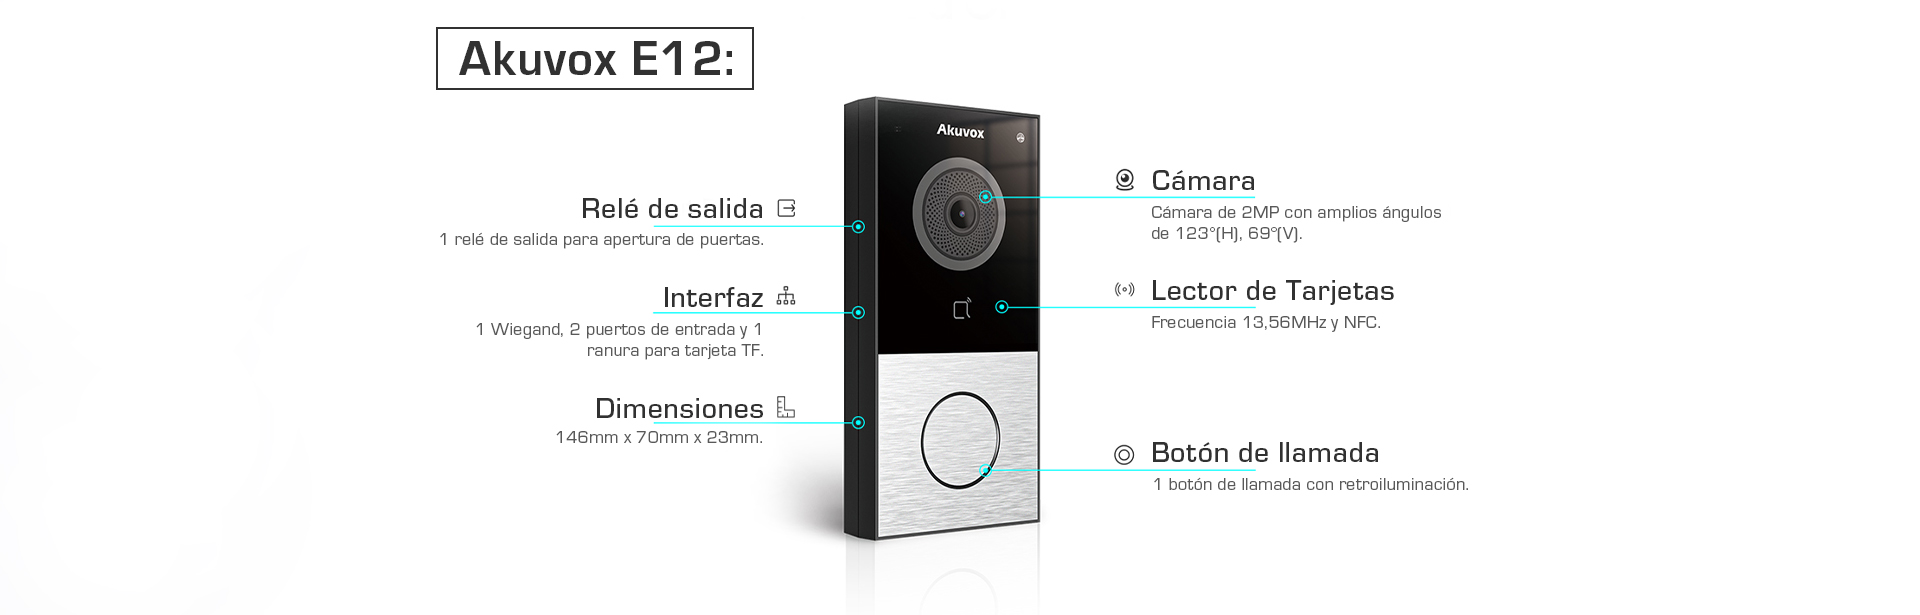 Akuvox E12:
Akuvox
Relé de salida
1 relé de salida para apertura de puertas.
Interfaz
1 Wiegand, 2 puertos de entrada y 1
ranura para tarjeta TF.
Dimensiones
146mm x 70mm x 23mm.
Cámara
Cámara de 2MP con amplios ángulos
de 123°(H), 69°(V).
Lector de Tarjetas
Frecuencia 13,56MHz y NFC.
Botón de llamada
1 botón de llamada con retroiluminación.